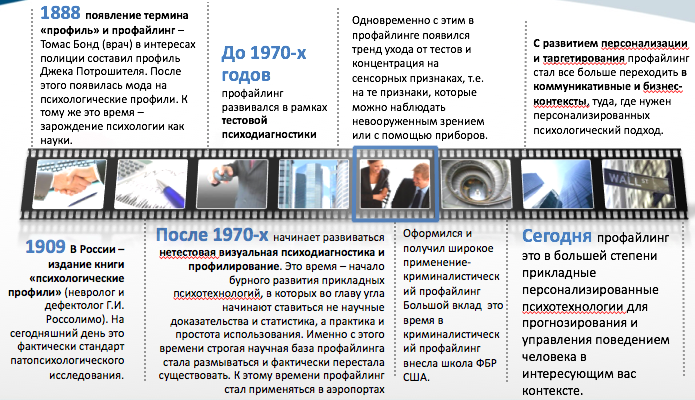 1888 появление термина
«профиль» и профайлинг –
Томас Бонд (врач) в интересах
полиции составил профиль
Джека Потрошителя. После
этого появилась мода на
психологические профили. К
тому же это время –
зарождение психологии как
науки.
До 1970-х
годов
профайлинг
развивался в рамках
тестовой
психодиагностики
Одновременно с этим в
профайлинге появился
тренд ухода от тестов и
концентрация на
сенсорных признаках, т.е.
на те признаки, которые
можно наблюдать
невооруженным зрением
или с помощью приборов.
С развитием персонализации
и таргетирования профайлинг
стал все больше переходить в
коммуникативные и бизнес-
контексты, туда, где нужен
персонализированных
психологический подход.
WALL ST
1909 В России –
издание книги
«психологические
профили» (невролог и
дефектолог Г.И.
Россолимо). На
сегодняшний день это
фактически стандарт
патопсихологического
исследования.
После 1970-х начинает развиваться
нетестовая визуальная психодиагностика и
профилирование. Это время – начало
бурного развития прикладных
психотехнологий, в которых во главу угла
начинают ставиться не научные
доказательства и статистика, а практика и
простота использования. Именно с этого
времени строгая научная база профайлинга
стала размываться и фактически перестала
существовать. К этому времени профайлинг
стал применяться в аэропортах
Оформился и
получил широкое
применение-
криминалистическ
ий профайлинг
Большой вклад это
время в
криминалистическ
ий профайлинг
внесла школа ФБР
США.
Сегодня профайлинг
это в большей степени
прикладные
персонализированные
психотехнологии для
прогнозирования и
управления поведением
человека в
интересующим вас
контексте.